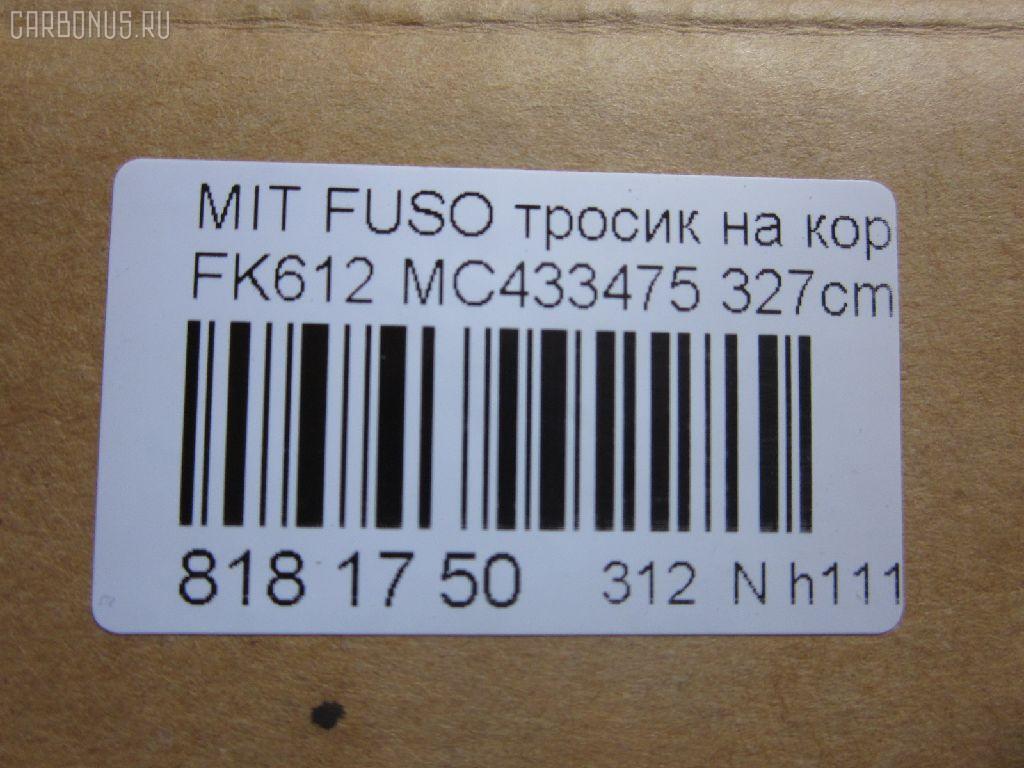 CARBONUS.RU
MIT FUSO тросик на кор
FK612 MC433475 327cm
818 17 50 312 N h111